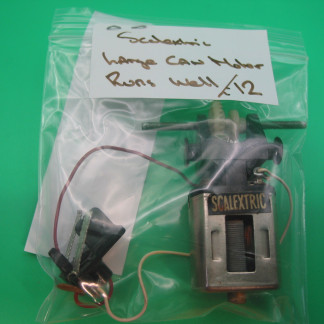 Scalextric
Large Can Motor
Runs Well £12
SCALEXTRIC